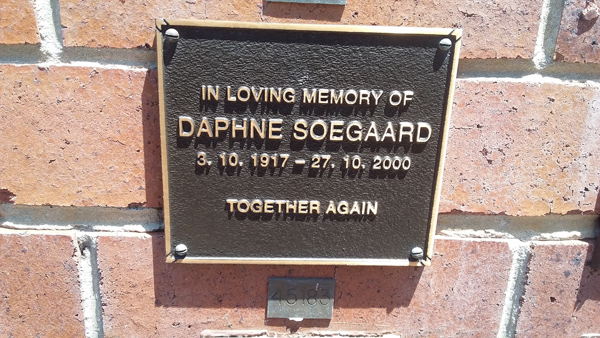 IN LOVING MEMORY OF
DAPHNE SOEGAARD
3. 10. 1917 – 27. 10. 2000
TOGETHER AGAIN